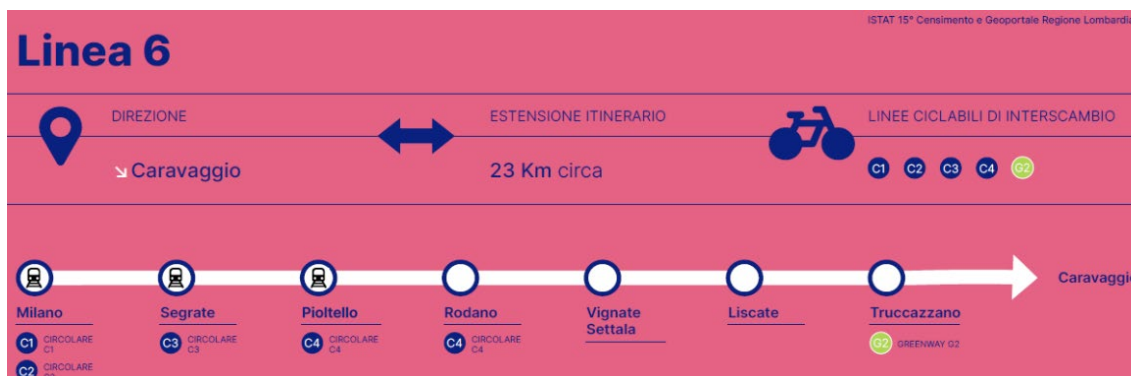 ISTAT 15° Censimento e Geoportale Regione Lombardia
Linea 6
DIREZIONE
ESTENSIONE ITINERARIO
LINEE CICLABILI DI INTERSCAMBIO
↘ Caravaggio
23 Km circa
C1 C2 C3 C4 G2
Caravaggio
Milano
Segrate
Pioltello
Rodano
Vignate
Settala
Liscate
Truccazzano
C1 CIRCOLARE
C1
C3 CIRCOLARE
C3
C4 CIRCOLARE
C4
C4 CIRCOLARE
C4
G2 GREENWAY G2
C2 CIRCOLARE